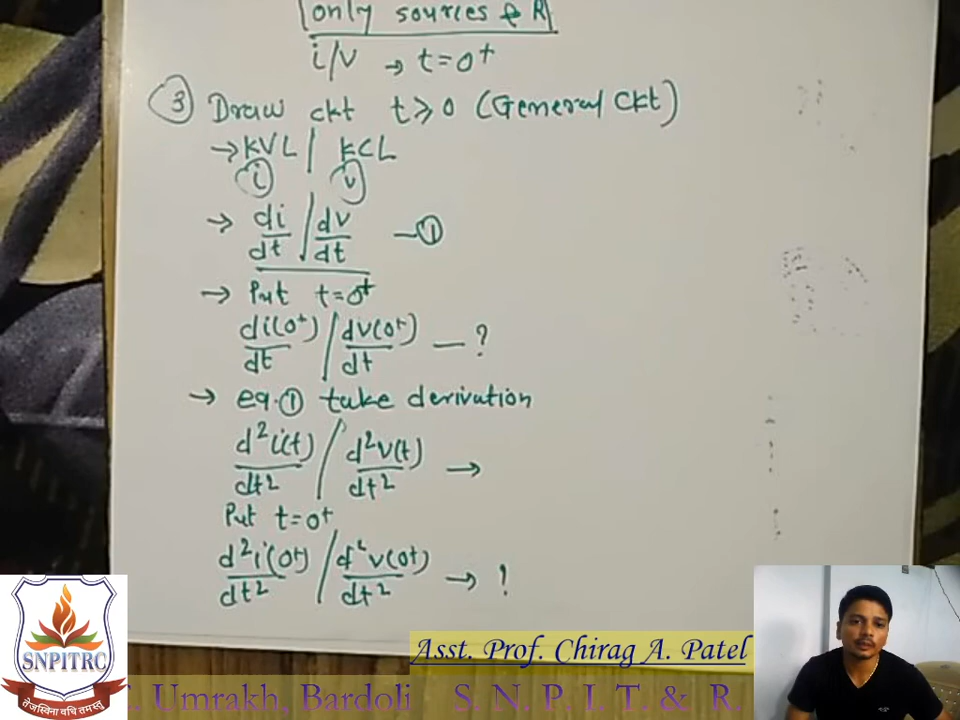 only sources & R
i/v → t=0⁺
③ Draw ckt t⩾0 (General Ckt)
→ KVL / KCL
ⓘ ⓥ
→ di/dt / dv/dt — ①
→ Put t=0⁺
di(0⁺)/dt / dv(0⁺)/dt — ?
→ eq. ① take derivation
d²i(t)/dt² / d²v(t)/dt² →
Put t=0⁺
d²i(0⁺)/dt² / d²v(0⁺)/dt² → ?
SNPITRC
Asst. Prof. Chirag A. Patel
Umrakh, Bardoli S. N. P. I. T. & R.